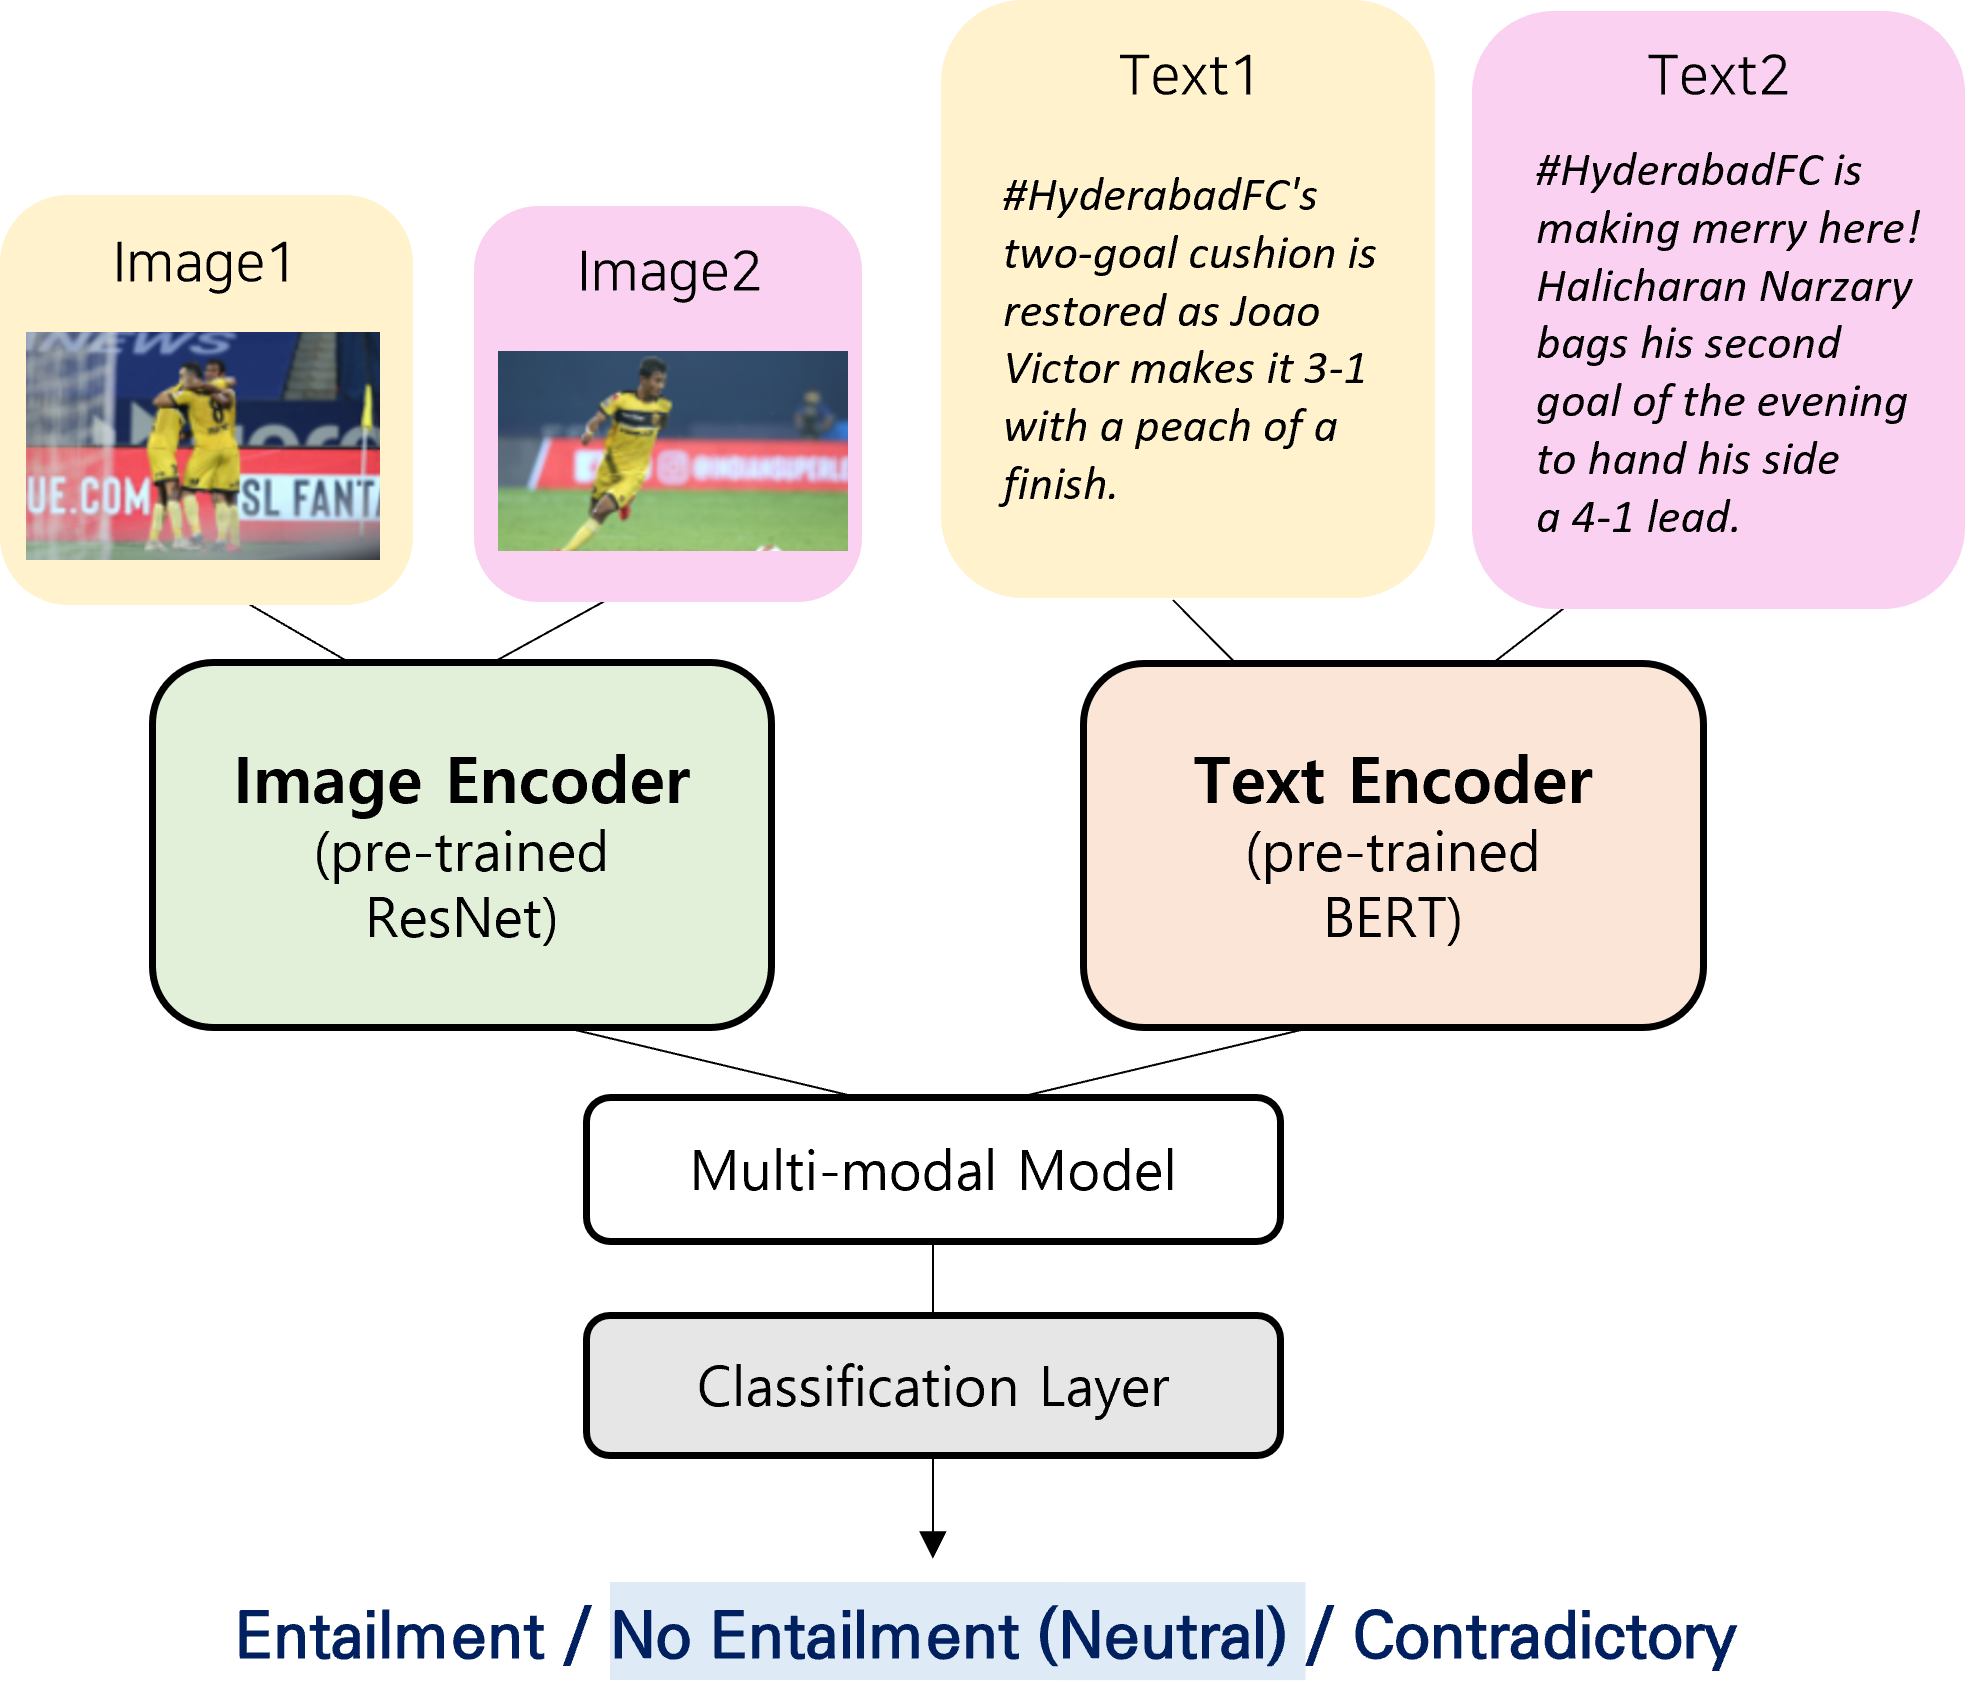 Text1
Text2
#HyderabadFC's
two-goal cushion is
restored as Joao
Victor makes it 3-1
with a peach of a
finish.
#HyderabadFC is
making merry here!
Halicharan Narzary
bags his second
goal of the evening
to hand his side
a 4-1 lead.
Image1
Image2
NEWS
8
UE.COM
SL FANTA
@INDIANSUPERLE
Image Encoder
(pre-trained
ResNet)
Text Encoder
(pre-trained
BERT)
Multi-modal Model
Classification Layer
Entailment / No Entailment (Neutral) / Contradictory